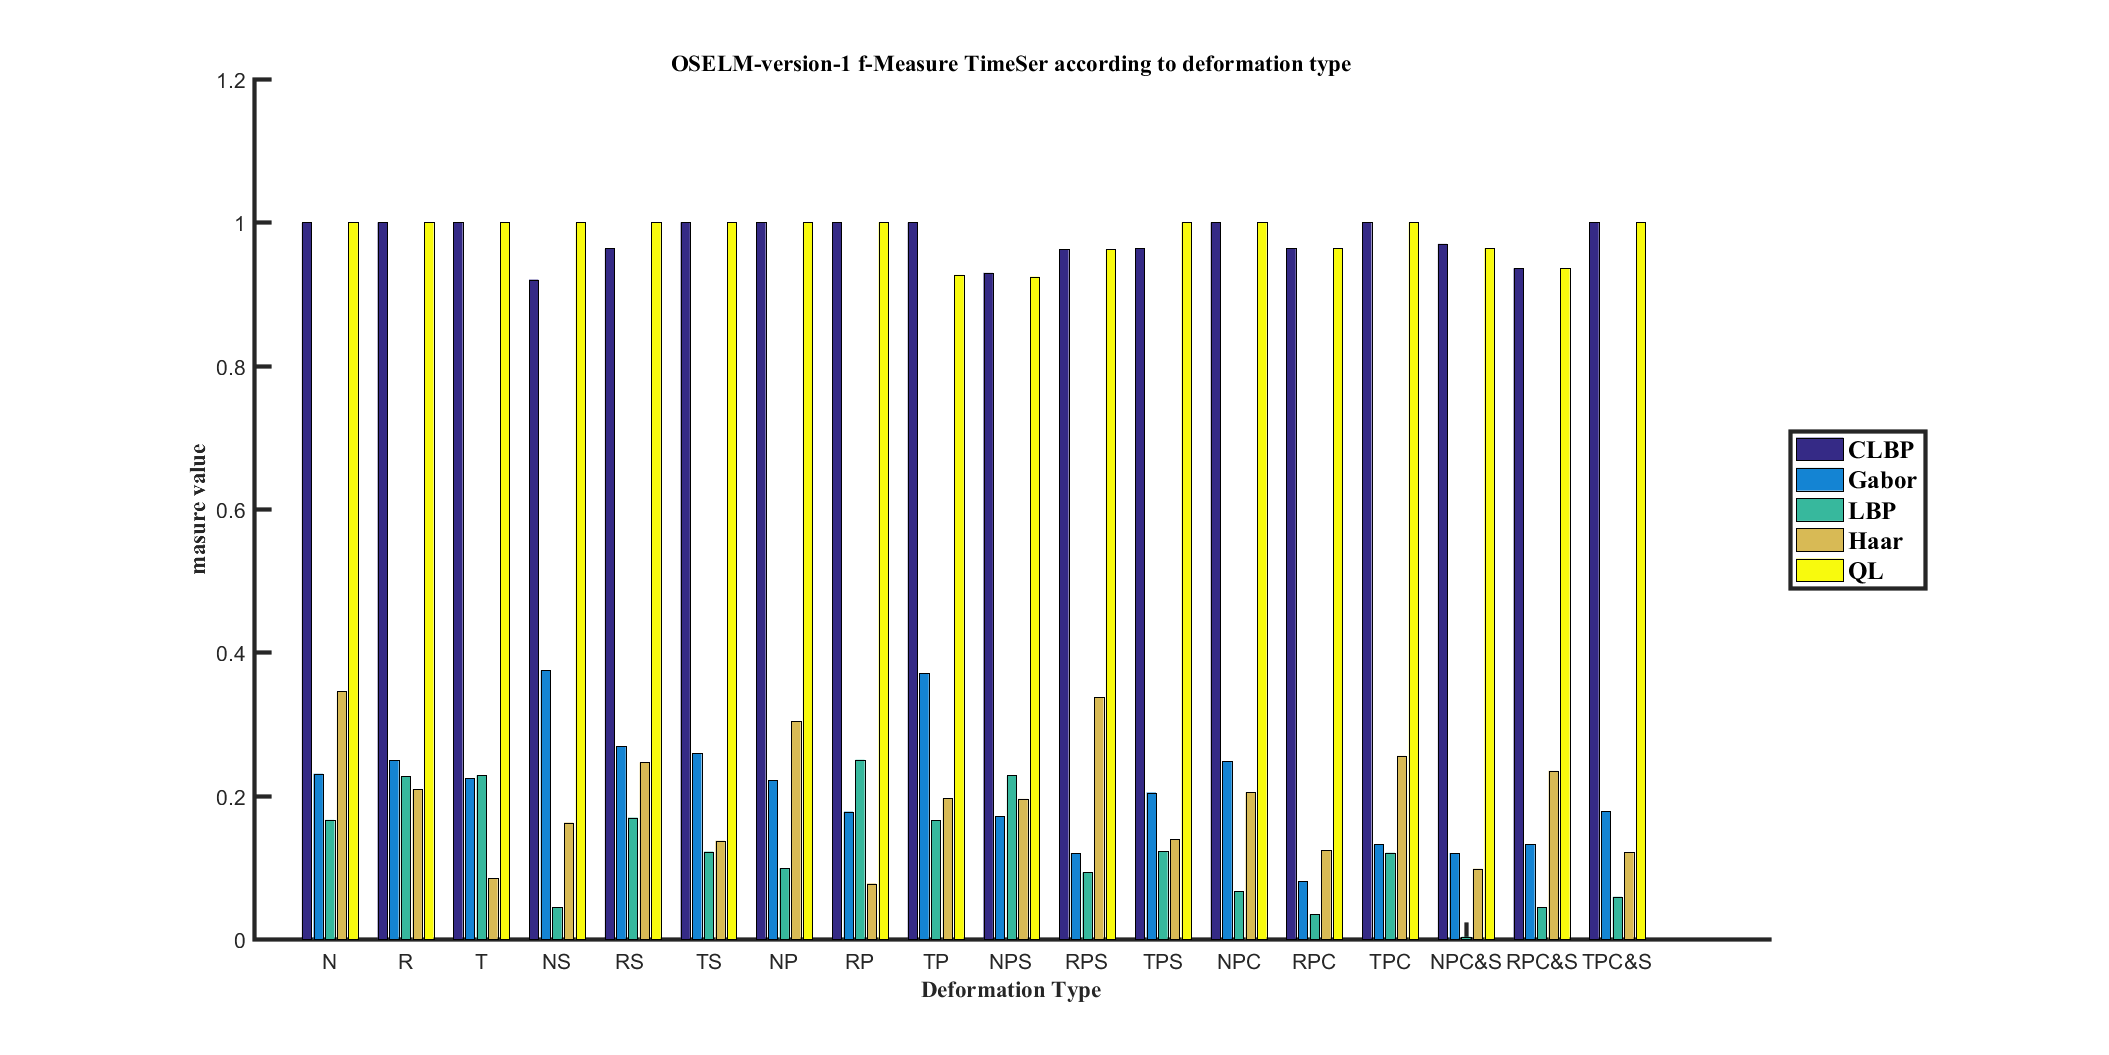 OSELM-version-1 f-Measure TimeSer according to deformation type
1.2
1
0.8
0.6
0.4
0.2
0
masure value
N R T NS RS TS NP RP TP NPS RPS TPS NPC RPC TPC NPC&S RPC&S TPC&S
Deformation Type
CLBP
Gabor
LBP
Haar
QL